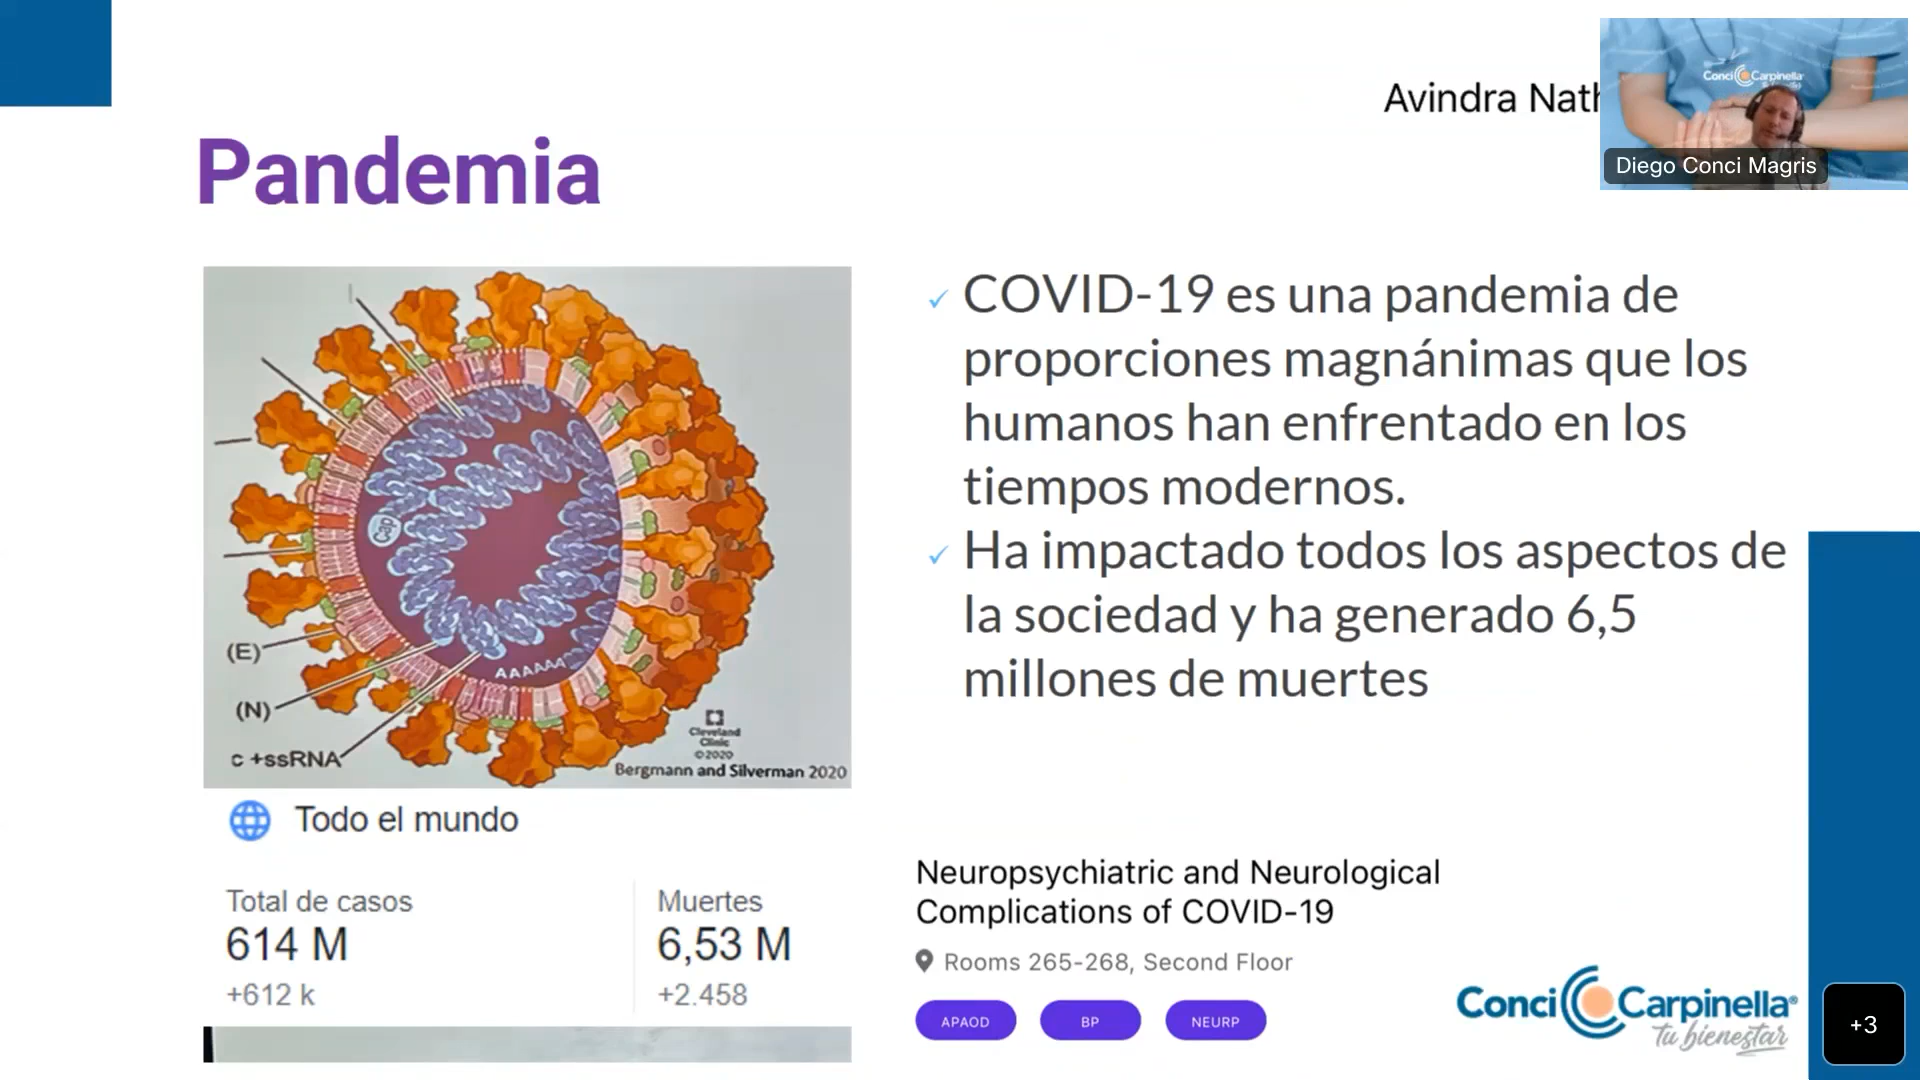 Avindra Nath
Conci Carpinella
Diego Conci Magris
Pandemia
COVID-19 es una pandemia de
proporciones magnánimas que los
humanos han enfrentado en los
tiempos modernos.
Ha impactado todos los aspectos de
la sociedad y ha generado 6,5
millones de muertes
Cap
AAAAAA
(E)
(N)
c +ssRNA
Cleveland
Clinic
©2020
Bergmann and Silverman 2020
Todo el mundo
Total de casos
614 M
+612 k
Muertes
6,53 M
+2.458
Neuropsychiatric and Neurological
Complications of COVID-19
Rooms 265-268, Second Floor
APAOD
BP
NEURP
Conci Carpinella®
Tu bienestar
+3